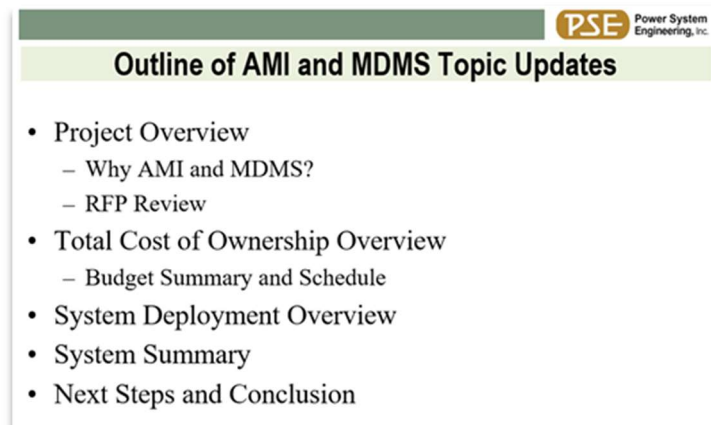 PSE Power System
Engineering, Inc.
Outline of AMI and MDMS Topic Updates
• Project Overview
– Why AMI and MDMS?
– RFP Review
• Total Cost of Ownership Overview
– Budget Summary and Schedule
• System Deployment Overview
• System Summary
• Next Steps and Conclusion